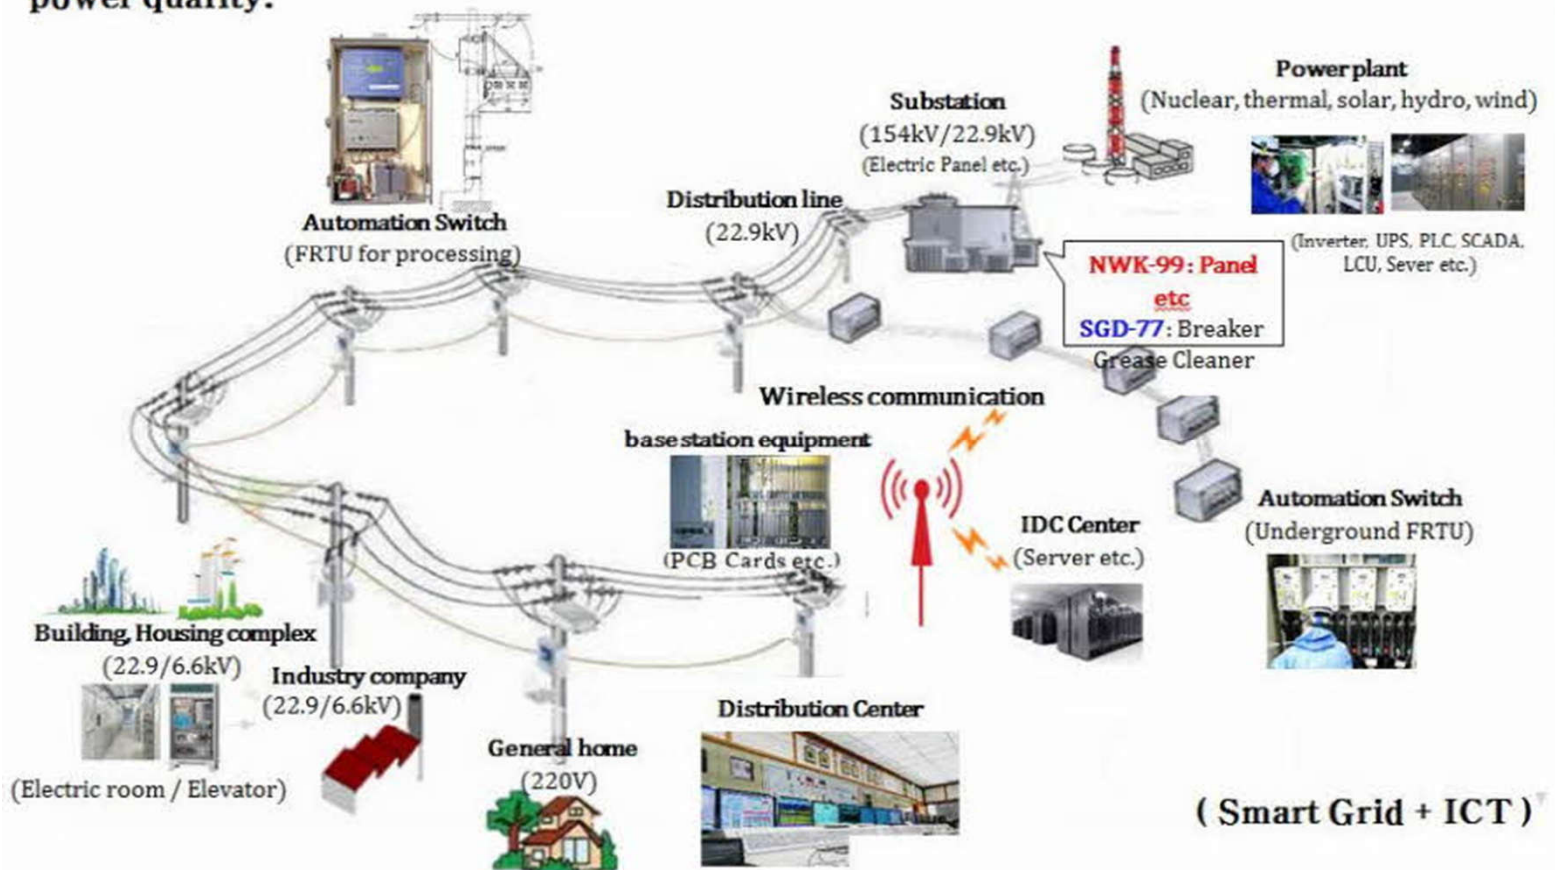 power quality.
Power plant
(Nuclear, thermal, solar, hydro, wind)
Substation
(154kV/22.9kV)
(Electric Panel etc.)
Distribution line
(22.9kV)
Automation Switch
(FRTU for processing)
(Inverter, UPS, PLC, SCADA,
LCU, Sever etc.)
NWK-99 : Panel
etc
SGD-77 : Breaker
Grease Cleaner
Wireless communication
base station equipment
(PCB Cards etc.)
IDC Center
(Server etc.)
Automation Switch
(Underground FRTU)
Building, Housing complex
(22.9/6.6kV)
Industry company
(22.9/6.6kV)
(Electric room / Elevator)
General home
(220V)
Distribution Center
( Smart Grid + ICT )